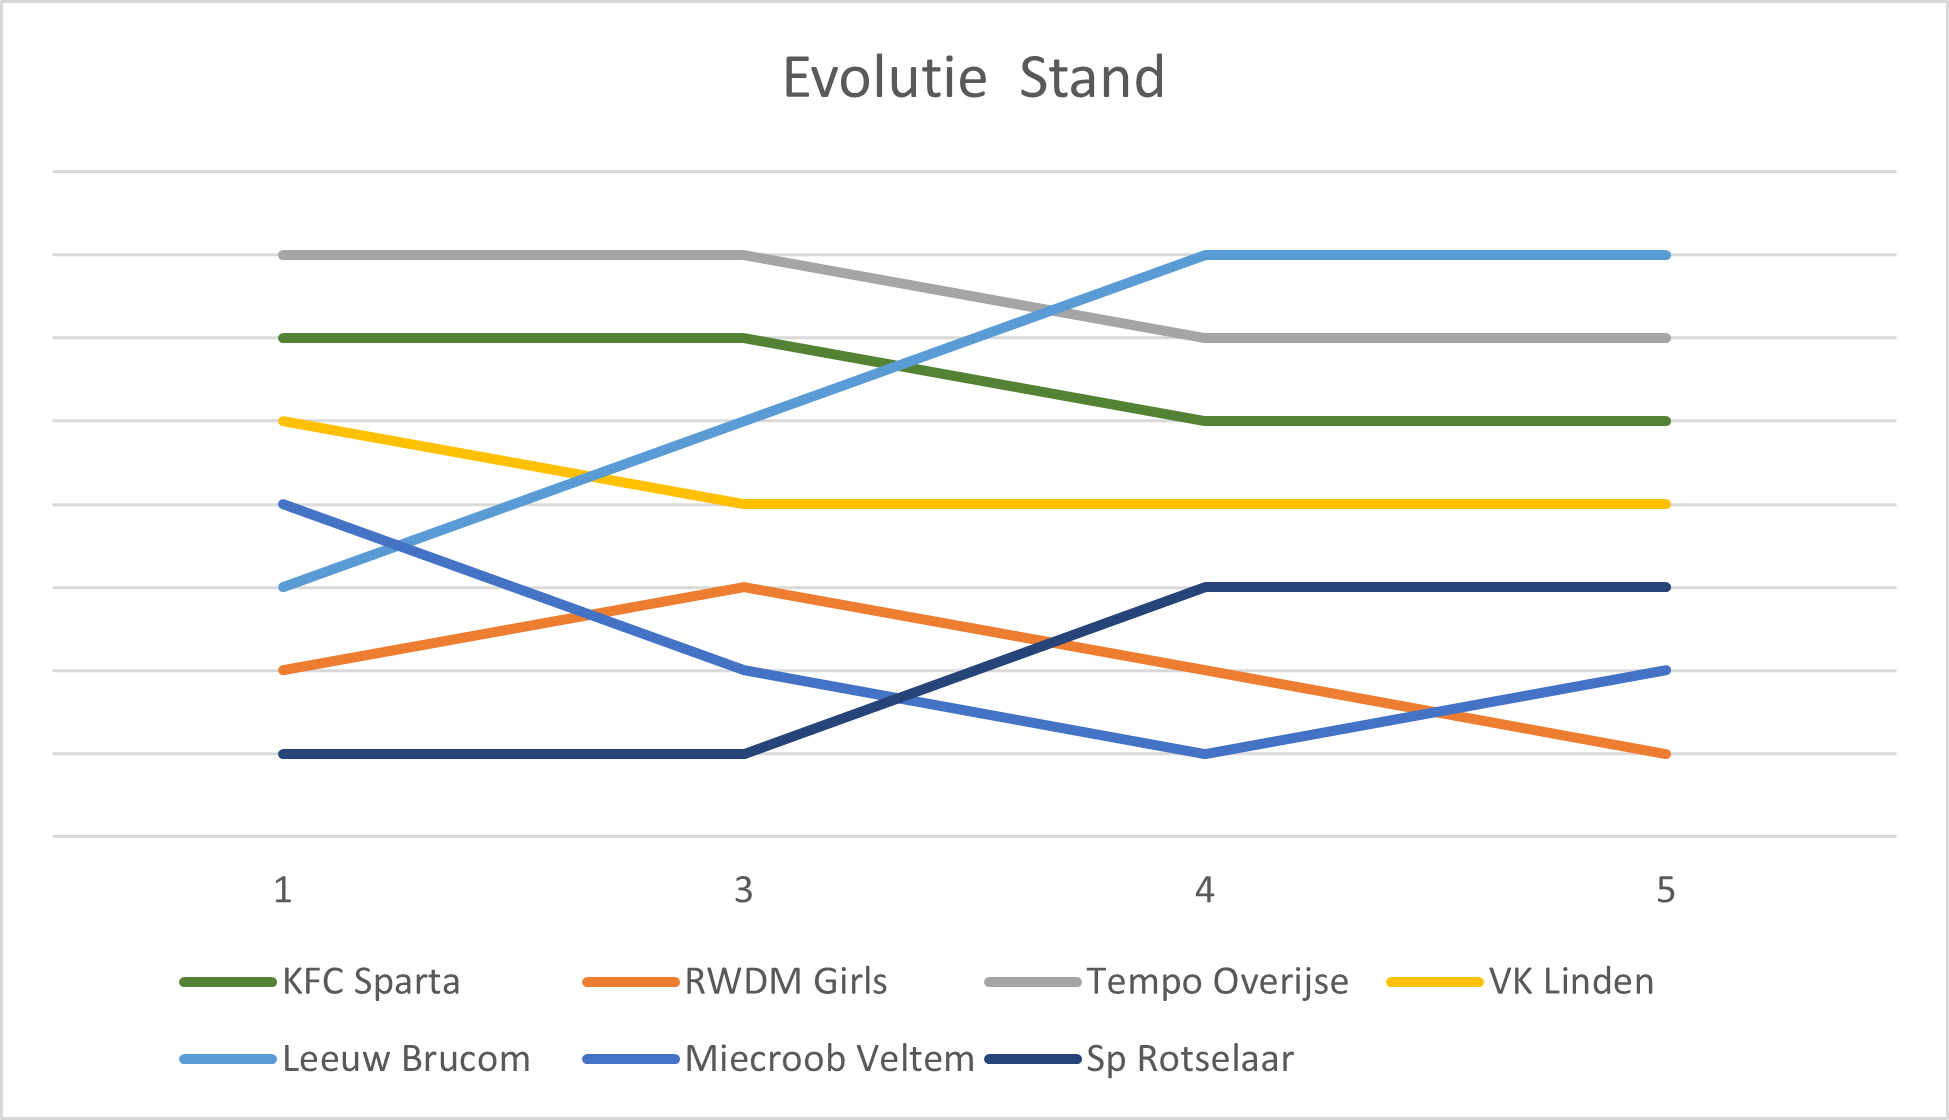 Evolutie  Stand
1 3 4 5
KFC Sparta RWDM Girls Tempo Overijse VK Linden
Leeuw Brucom Miecroob Veltem Sp Rotselaar